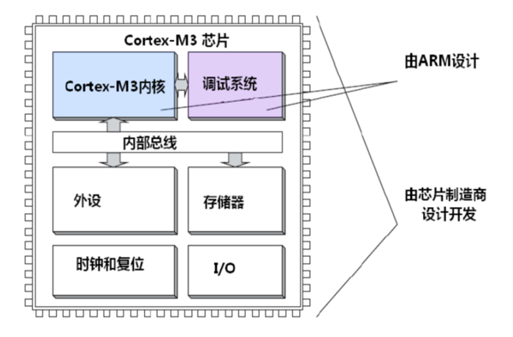 Cortex-M3 芯片
Cortex-M3内核
调试系统
由ARM设计
内部总线
外设
存储器
由芯片制造商
设计开发
时钟和复位
I/O